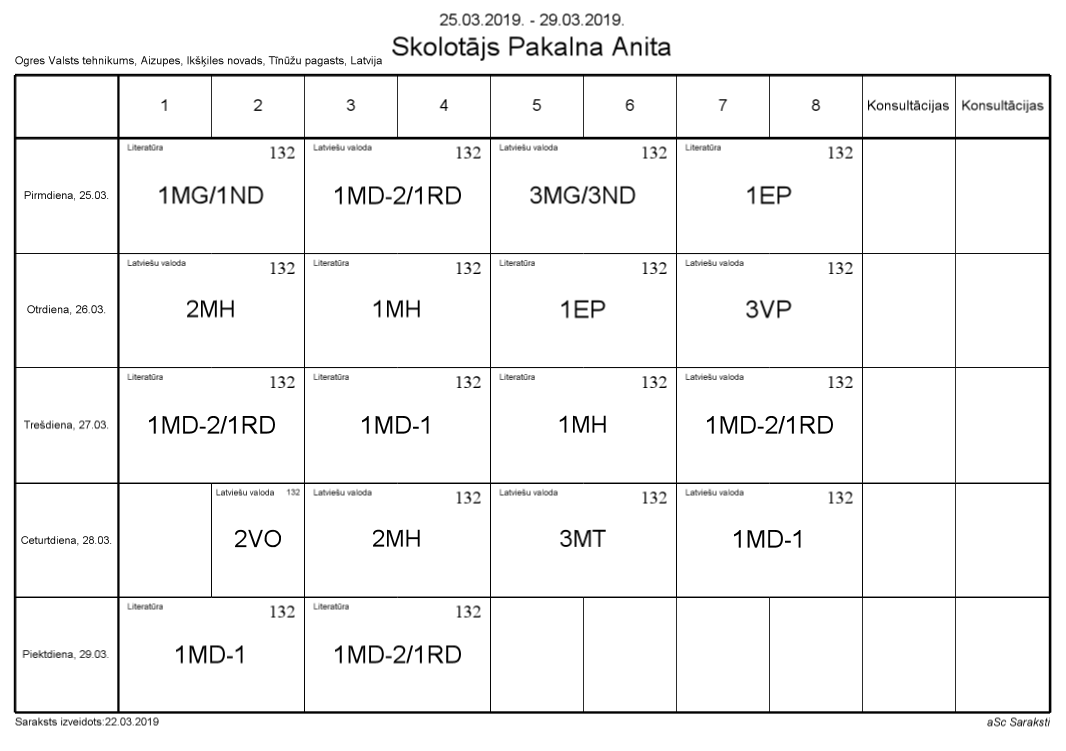 25.03.2019. - 29.03.2019.
Skolotājs Pakalna Anita
Ogres Valsts tehnikums, Aizupes, Ikšķiles novads, Tīnūžu pagasts, Latvija
1 2 3 4 5 6 7 8 Konsultācijas Konsultācijas
Literatūra 132 Latviešu valoda 132 Latviešu valoda 132 Literatūra 132
Pirmdiena, 25.03. 1MG/1ND 1MD-2/1RD 3MG/3ND 1EP
Latviešu valoda 132 Literatūra 132 Literatūra 132 Latviešu valoda 132
Otrdiena, 26.03. 2MH 1MH 1EP 3VP
Literatūra 132 Literatūra 132 Literatūra 132 Latviešu valoda 132
Trešdiena, 27.03. 1MD-2/1RD 1MD-1 1MH 1MD-2/1RD
Latviešu valoda 132 Latviešu valoda 132 Latviešu valoda 132 Latviešu valoda 132
Ceturtdiena, 28.03. 2VO 2MH 3MT 1MD-1
Literatūra 132 Literatūra 132
Piektdiena, 29.03. 1MD-1 1MD-2/1RD
Saraksts izveidots:22.03.2019 aSc Saraksti